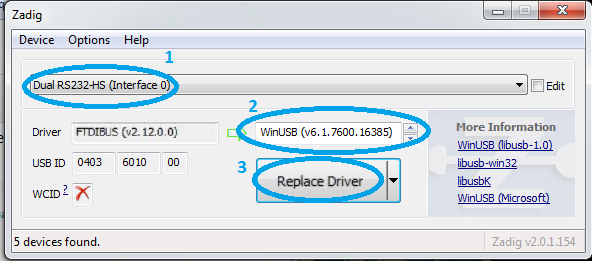 Zadig
Device Options Help
1
Dual RS232-HS (Interface 0)
Edit
2
Driver FTDIBUS (v2.12.0.0) WinUSB (v6.1.7600.16385)
More Information
WinUSB (libusb-1.0)
libusb-win32
libusbK
WinUSB (Microsoft)
USB ID 0403 6010 00
3
WCID ? Replace Driver
5 devices found. Zadig v2.0.1.154